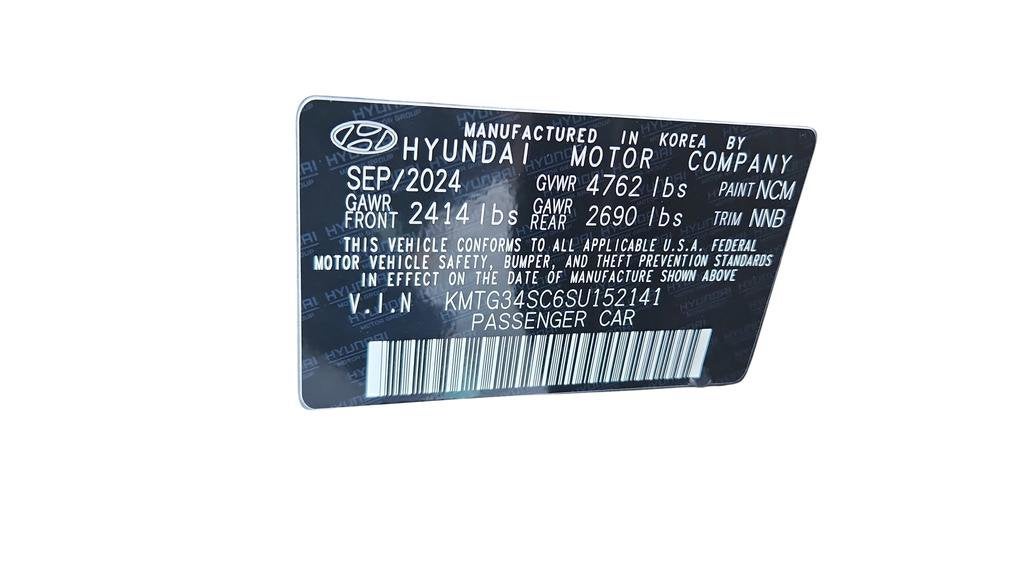 MANUFACTURED IN KOREA BY
HYUNDAI MOTOR COMPANY
SEP/2024 GVWR 4762 lbs PAINT NCM
GAWR FRONT 2414 lbs GAWR REAR 2690 lbs TRIM NNB
THIS VEHICLE CONFORMS TO ALL APPLICABLE U.S.A. FEDERAL
MOTOR VEHICLE SAFETY, BUMPER, AND THEFT PREVENTION STANDARDS
IN EFFECT ON THE DATE OF MANUFACTURE SHOWN ABOVE
V.I.N KMTG34SC6SU152141
PASSENGER CAR